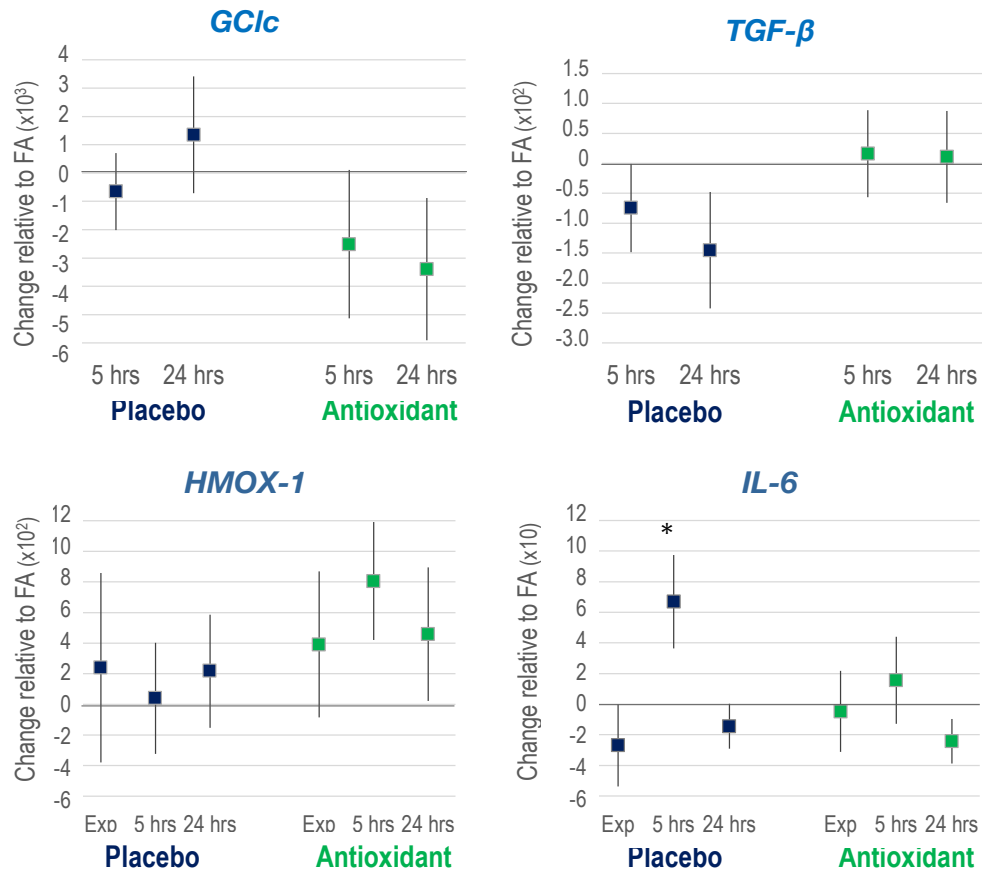 GClc
Change relative to FA (x10³)
4
3
2
1
0
-1
-2
-3
-4
-5
-6
5 hrs 24 hrs 5 hrs 24 hrs
Placebo Antioxidant
TGF-β
Change relative to FA (x10²)
1.5
1.0
0.5
0
-0.5
-1.0
-1.5
-2.0
-2.5
-3.0
5 hrs 24 hrs 5 hrs 24 hrs
Placebo Antioxidant
HMOX-1
Change relative to FA (x10²)
12
10
8
6
4
2
0
-2
-4
-6
Exp 5 hrs 24 hrs Exp 5 hrs 24 hrs
Placebo Antioxidant
IL-6
Change relative to FA (x10)
12
10
8
6
4
2
0
-2
-4
-6
*
Exp 5 hrs 24 hrs Exp 5 hrs 24 hrs
Placebo Antioxidant